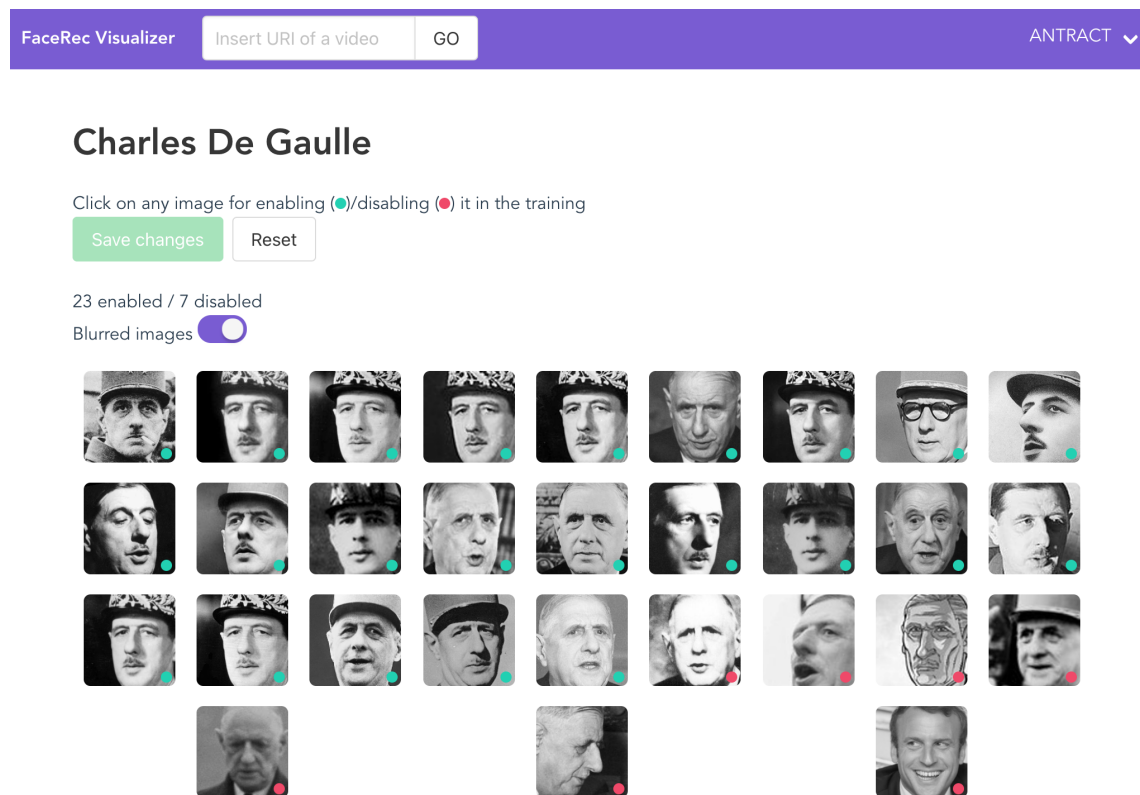 FaceRec Visualizer Insert URI of a video GO ANTRACT
Charles De Gaulle
Click on any image for enabling (●)/disabling (●) it in the training
Save changes Reset
23 enabled / 7 disabled
Blurred images